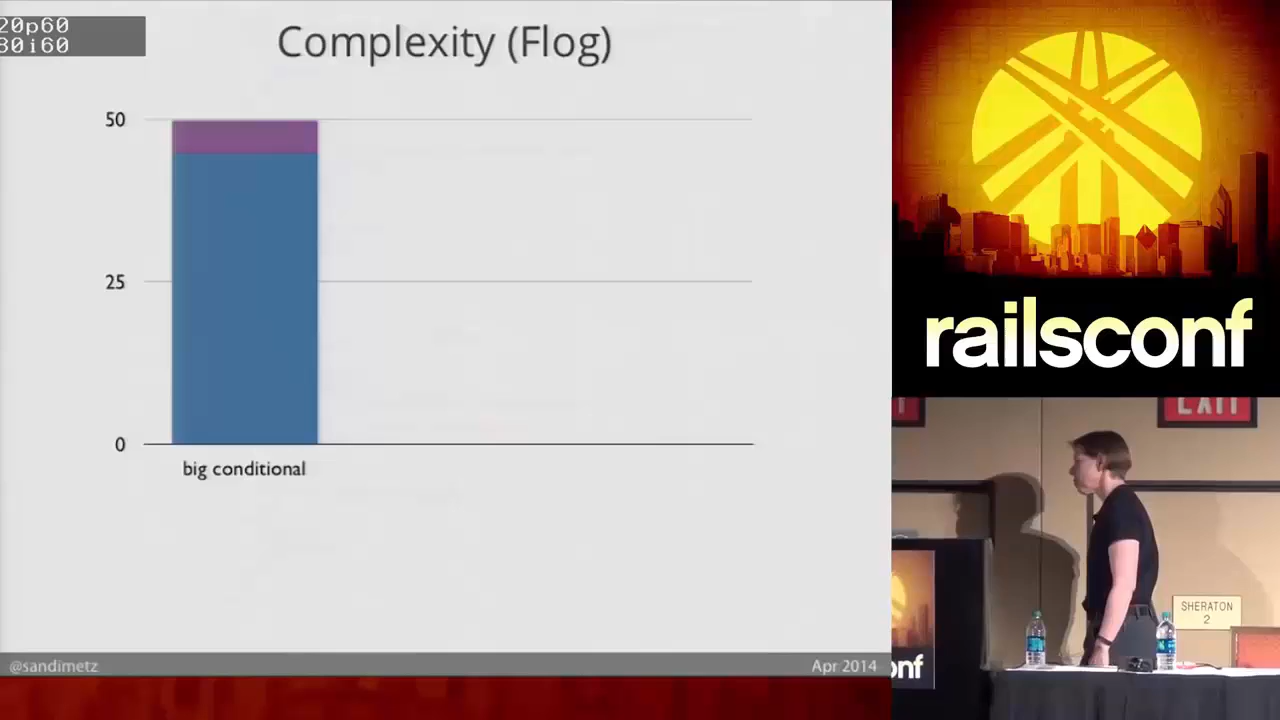 20p60
30i60
Complexity (Flog)
50
25
0
big conditional
@sandimetz
Apr 2014
railsconf
EXIT
SHERATON
2
nf